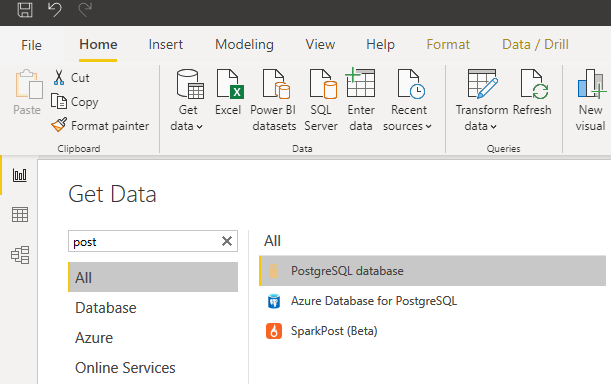 File Home Insert Modeling View Help Format Data / Drill
Paste
Cut
Copy
Format painter
Clipboard
Get data
Excel
Power BI datasets
SQL Server
Enter data
Recent sources
Data
Transform data
Refresh
Queries
New visual
Get Data
post
All
Database
Azure
Online Services
All
PostgreSQL database
Azure Database for PostgreSQL
SparkPost (Beta)